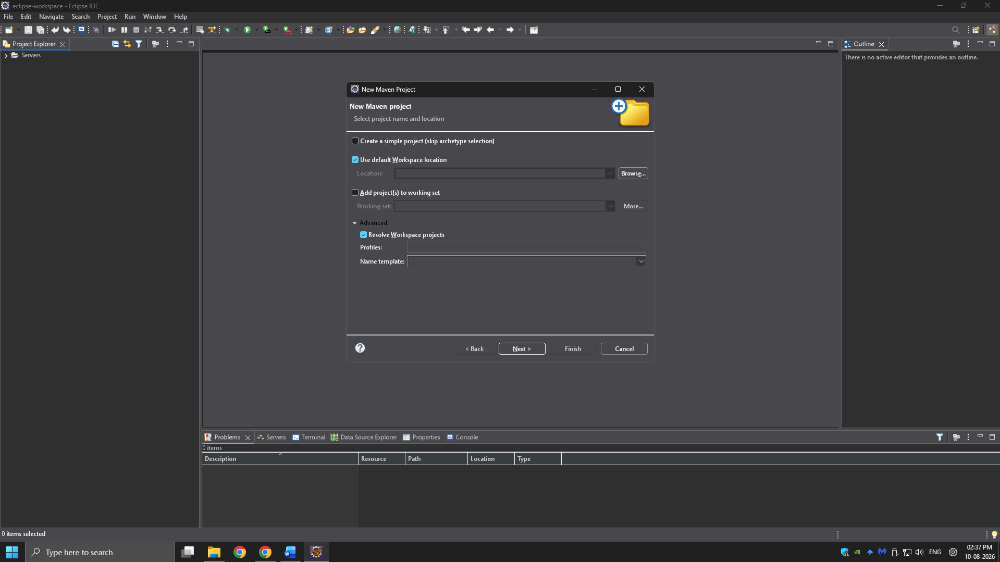 eclipse-workspace - Eclipse IDE
File Edit Navigate Search Project Run Window Help
Project Explorer
Servers
Outline
There is no active editor that provides an outline.
New Maven Project
New Maven project
Select project name and location
Create a simple project (skip archetype selection)
Use default Workspace location
Location:
Browse...
Add project(s) to working set
Working set:
More...
Advanced
Resolve Workspace projects
Profiles:
Name template:
< Back Next > Finish Cancel
Problems Servers Terminal Data Source Explorer Properties Console
0 items
Description Resource Path Location Type
0 items selected
Type here to search
ENG
02:37 PM
10-08-2026